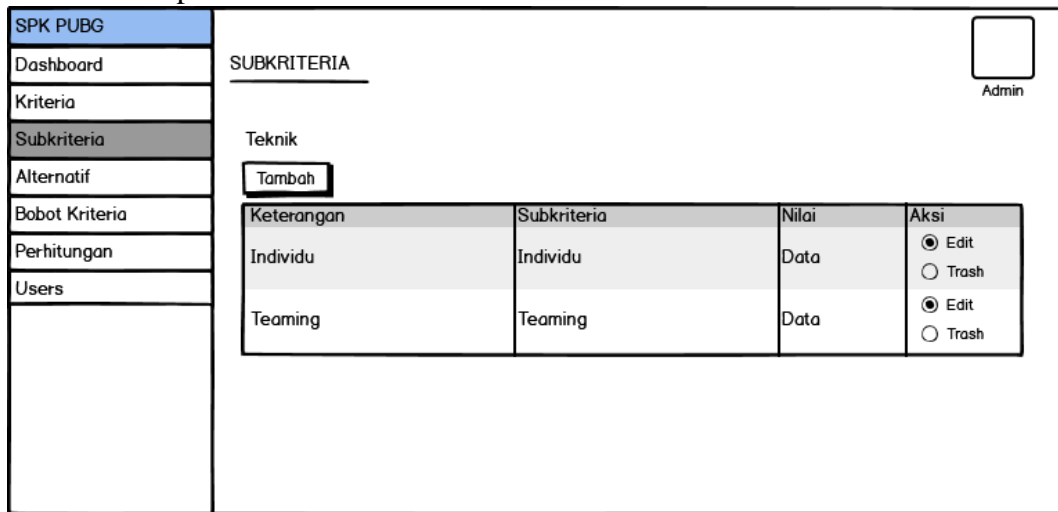 SPK PUBG
Dashboard
Kriteria
Subkriteria
Alternatif
Bobot Kriteria
Perhitungan
Users
SUBKRITERIA
Admin
Teknik
Tambah
Keterangan Subkriteria Nilai Aksi
Individu Individu Data Edit
Trash
Teaming Teaming Data Edit
Trash